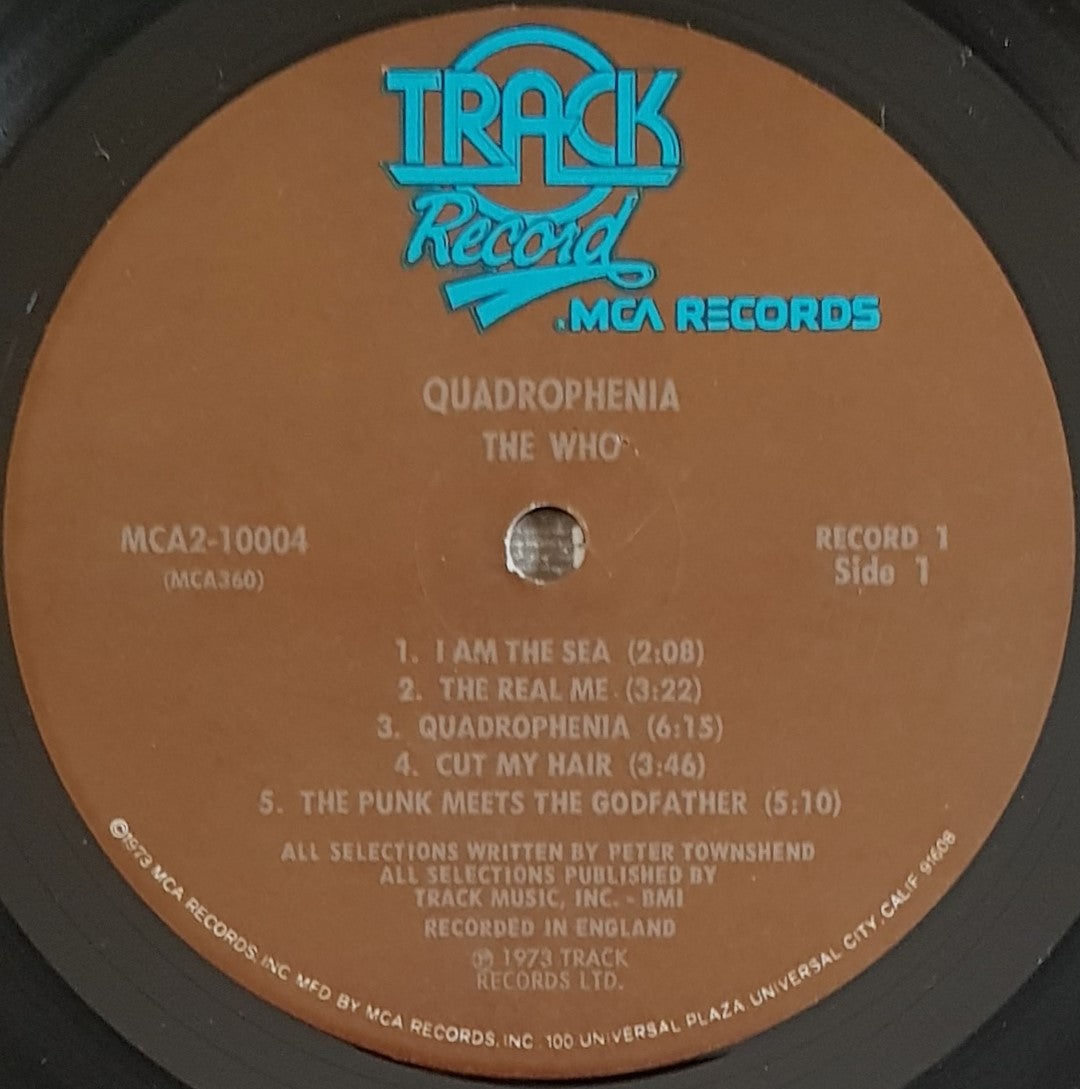 TRACK
Record
MCA RECORDS
QUADROPHENIA
THE WHO
MCA2-10004
(MCA360)
RECORD 1
Side 1
1. I AM THE SEA (2:08)
2. THE REAL ME (3:22)
3. QUADROPHENIA (6:15)
4. CUT MY HAIR (3:46)
5. THE PUNK MEETS THE GODFATHER (5:10)
ALL SELECTIONS WRITTEN BY PETER TOWNSHEND
ALL SELECTIONS PUBLISHED BY
TRACK MUSIC, INC. - BMI
RECORDED IN ENGLAND
℗ 1973 TRACK
RECORDS LTD.
©1973 MCA RECORDS, INC MFD BY MCA RECORDS, INC. 100 UNIVERSAL PLAZA UNIVERSAL CITY, CALIF 91608